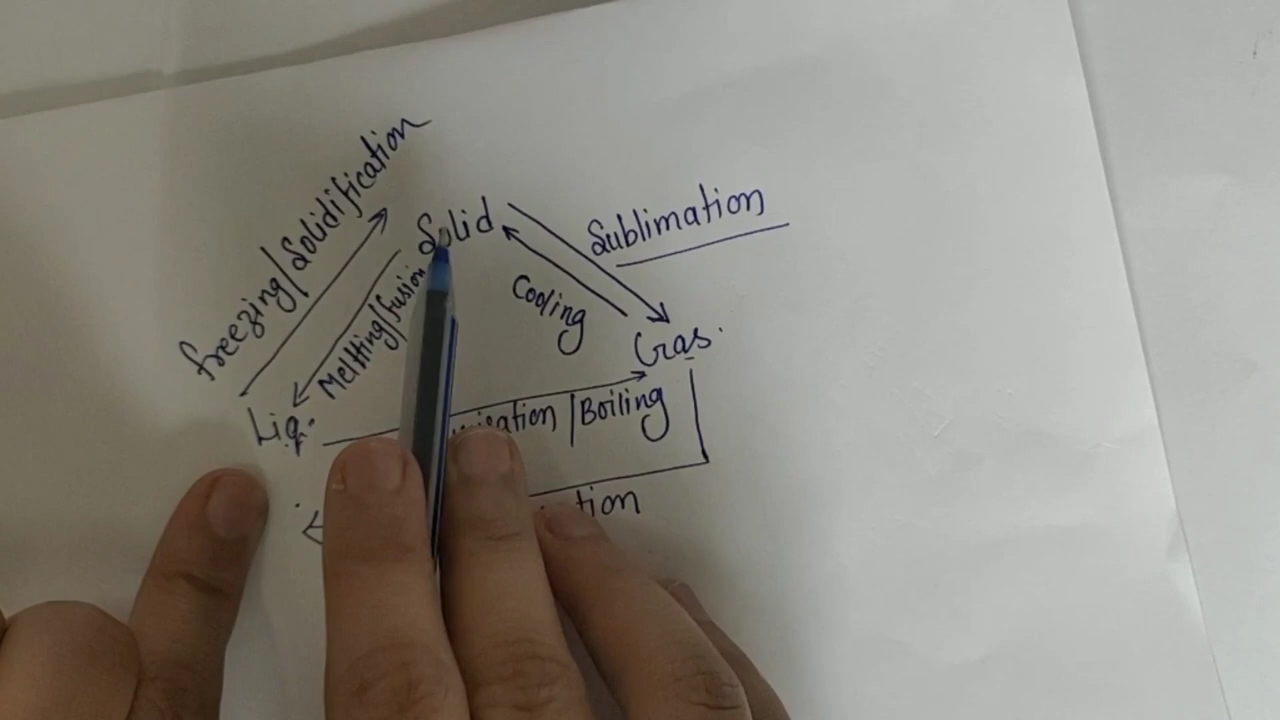 freezing/Solidification
Solid
Sublimation
Melting/fusion
Cooling
Gas.
Liq.
/Boiling